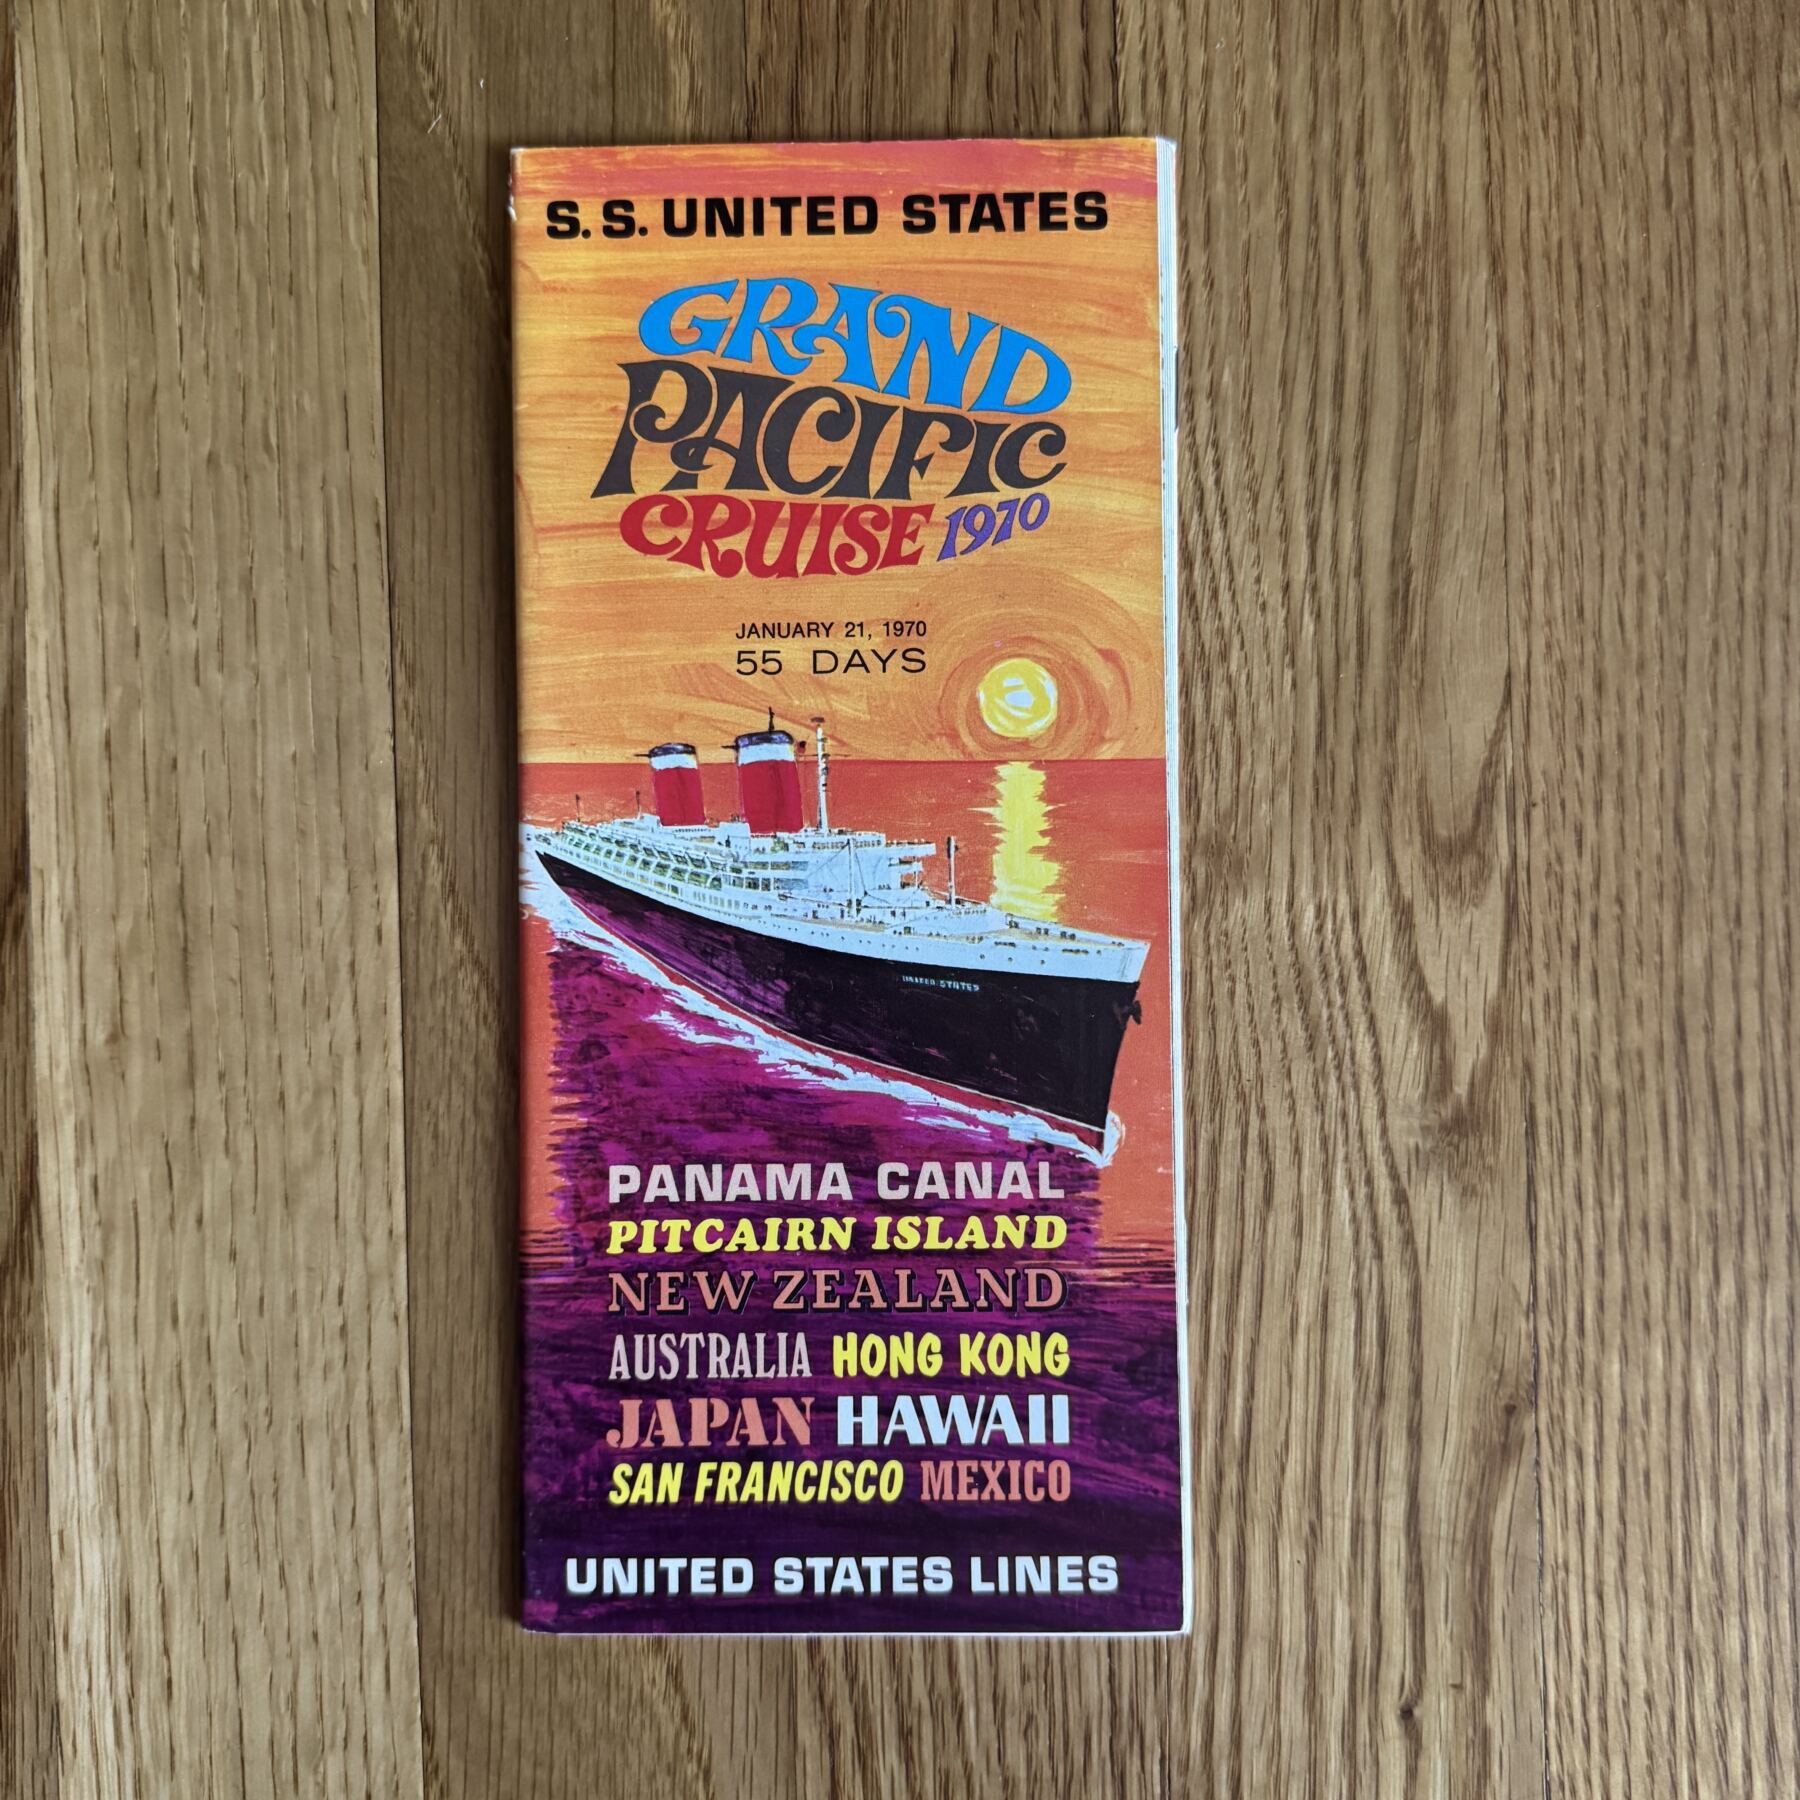 S.S. UNITED STATES
GRAND
PACIFIC
CRUISE 1970
JANUARY 21, 1970
55 DAYS
UNITED STATES
PANAMA CANAL
PITCAIRN ISLAND
NEW ZEALAND
AUSTRALIA HONG KONG
JAPAN HAWAII
SAN FRANCISCO MEXICO
UNITED STATES LINES